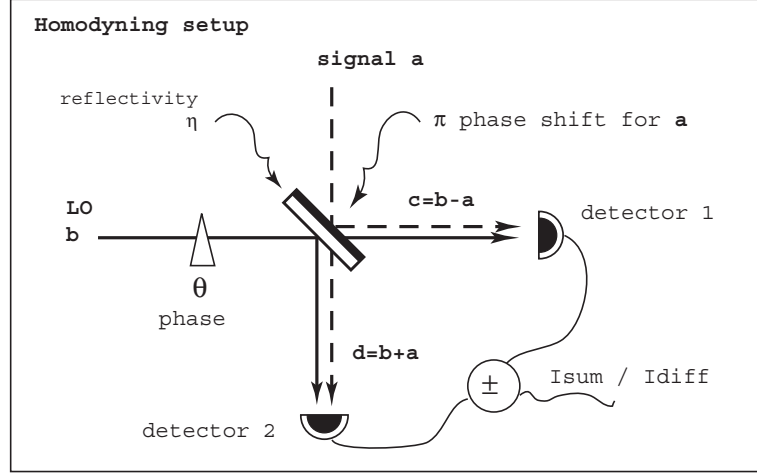 Homodyning setup
signal a
reflectivity
η
π phase shift for a
LO
b
c=b-a
detector 1
θ
phase
d=b+a
±
Isum / Idiff
detector 2